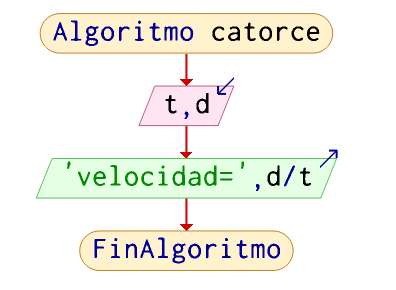 Algoritmo catorce
t,d
'velocidad=',d/t
FinAlgoritmo